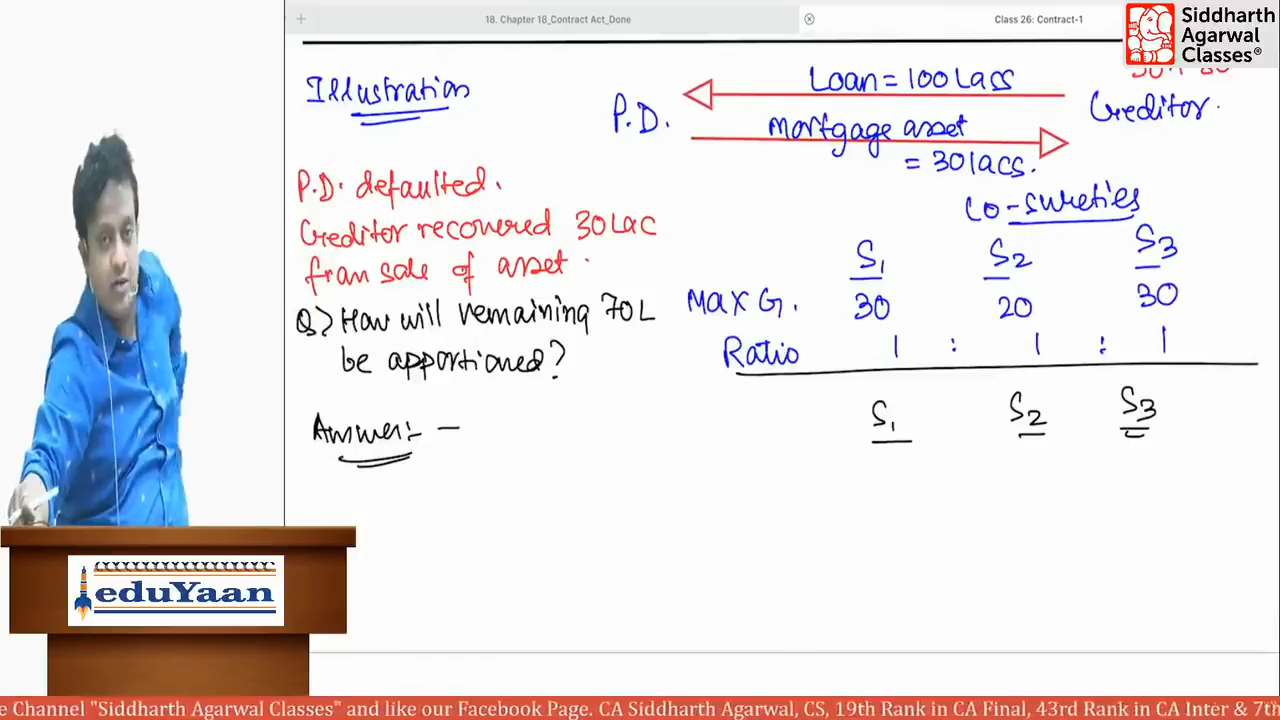 18. Chapter 18_Contract Act_Done
Class 26: Contract-1
Siddharth
Agarwal
Classes®
Illustration
P.D.
Loan = 100 Lacs
Creditor.
mortgage asset
= 30 lacs.
P.D. defaulted.
Creditor recovered 30 Lac
from sale of asset.
Q> How will remaining 70L
be apportioned?
Answer: -
Co-sureties
S1 S2 S3
Max G. 30 20 30
Ratio 1 : 1 : 1
S1 S2 S3
eduYaan
e Channel "Siddharth Agarwal Classes" and like our Facebook Page. CA Siddharth Agarwal, CS, 19th Rank in CA Final, 43rd Rank in CA Inter & 7th